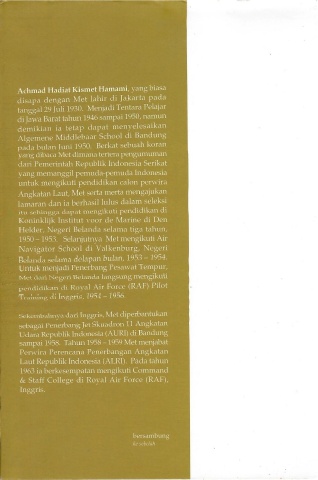 Achmad Hadiat Kismet Hamami, yang biasa
disapa dengan Met lahir di Jakarta pada
tanggal 29 Juli 1930. Menjadi Tentara Pelajar
di Jawa Barat tahun 1946 sampai 1950, namun
demikian ia tetap dapat menyelesaikan
Algemene Middelbaar School di Bandung
pada bulan Juni 1950. Berkat sebuah koran
yang dibaca Met dimana tertera pengumuman
dari Pemerintah Republik Indonesia Serikat
yang memanggil pemuda-pemuda Indonesia
untuk mengikuti pendidikan calon perwira
Angkatan Laut, Met serta merta mengajukan
lamaran dan ia berhasil lulus dalam seleksi
itu sehingga dapat mengikuti pendidikan di
Koninklijk Instituut voor de Marine di Den
Helder, Negeri Belanda selama tiga tahun,
1950 – 1953. Selanjutnya Met mengikuti Air
Navigator School di Valkenburg, Negeri
Belanda selama delapan bulan, 1953 – 1954.
Untuk menjadi Penerbang Pesawat Tempur,
Met dari Negeri Belanda langsung mengikuti
pendidikan di Royal Air Force (RAF) Pilot
Training di Inggris, 1954 – 1956.
Sekembalinya dari Inggris, Met diperbantukan
sebagai Penerbang Jet Skuadron 11 Angkatan
Udara Republik Indonesia (AURI) di Bandung
sampai 1958. Tahun 1958 – 1959 Met menjabat
Perwira Perencana Penerbangan Angkatan
Laut Republik Indonesia (ALRI). Pada tahun
1963 ia berkesempatan mengikuti Command
& Staff College di Royal Air Force (RAF),
Inggris.
bersambung